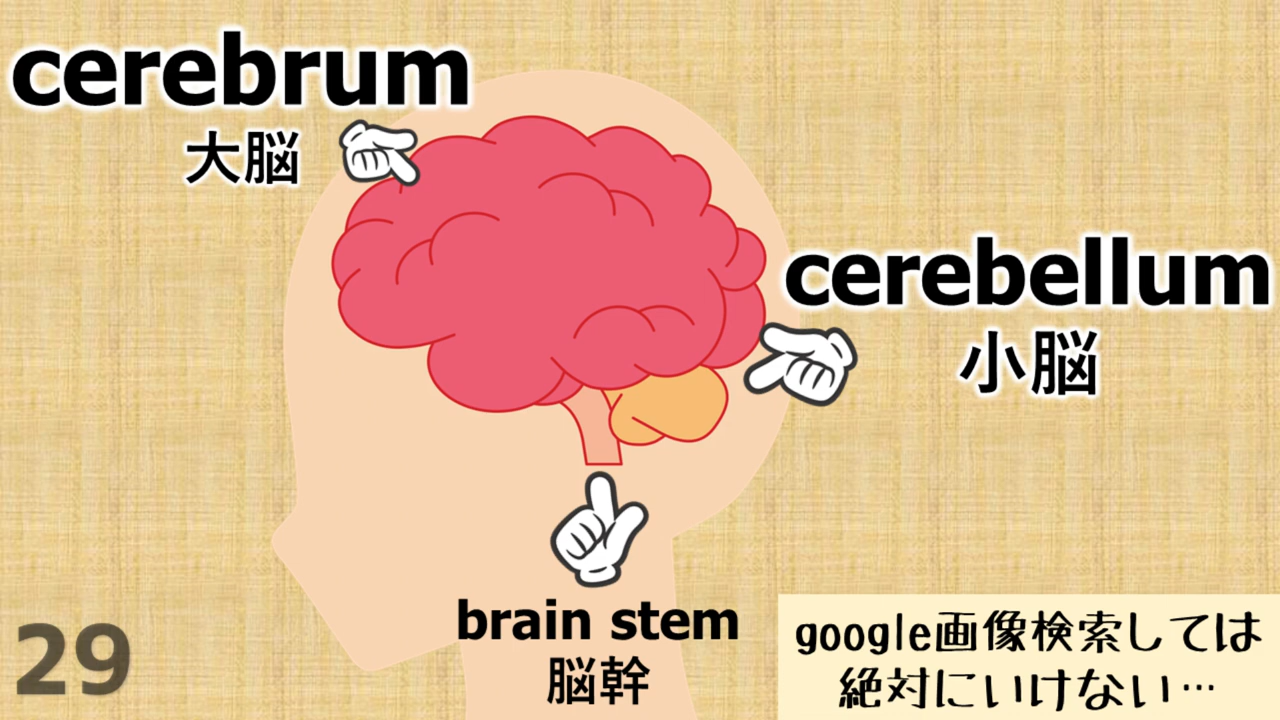 cerebrum
大脳
cerebellum
小脳
brain stem
脳幹
29
google画像検索しては
絶対にいけない…